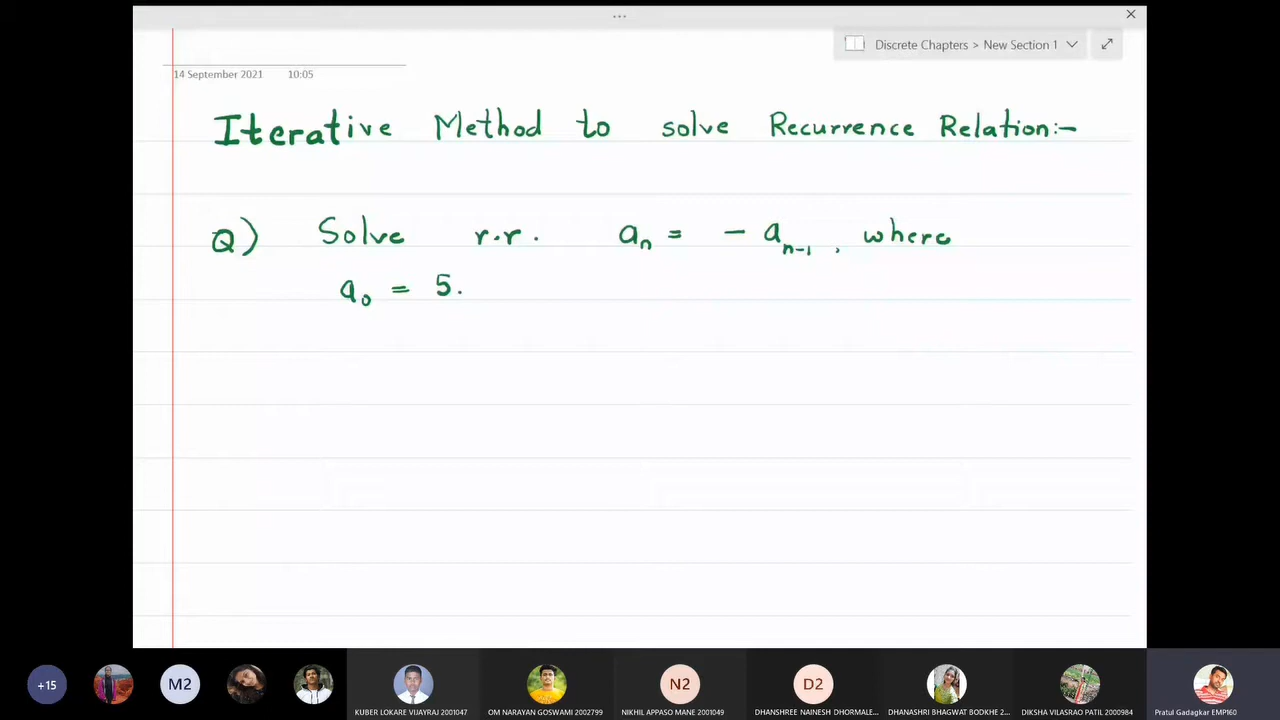 Discrete Chapters > New Section 1
14 September 2021 10:05
Iterative Method to solve Recurrence Relation:-
Q) Solve r.r. aₙ = - aₙ₋₁, where
a₀ = 5.
+15
M2
N2
D2
KUBER LOKARE VIJAYRAJ 2001047
OM NARAYAN GOSWAMI 2002799
NIKHIL APPASO MANE 2001049
DHANSHREE NAINESH DHORMALE...
DHANASHRI BHAGWAT BODKHE 2...
DIKSHA VILASRAO PATIL 2000984
Pratul Gadagkar EMP160